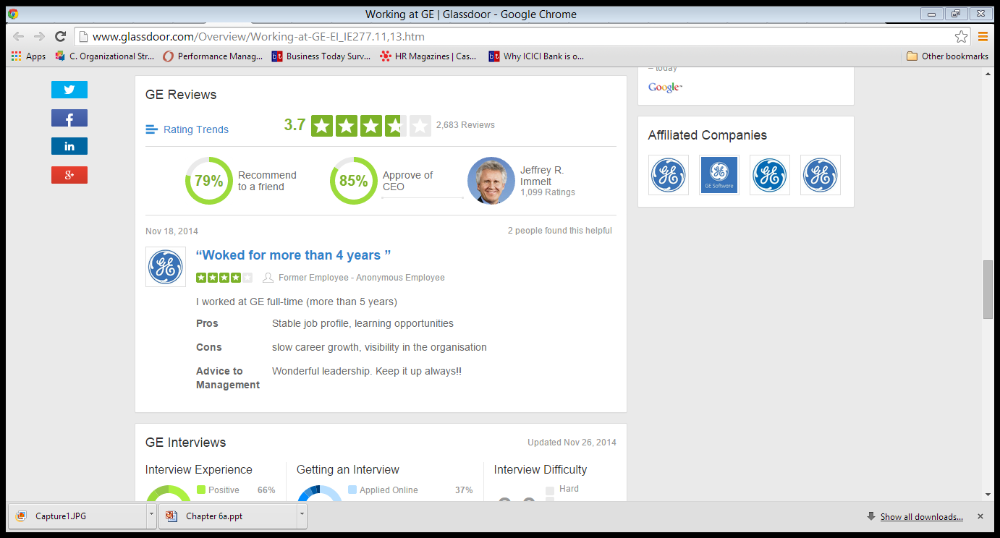 Working at GE | Glassdoor - Google Chrome
www.glassdoor.com/Overview/Working-at-GE-EI_IE277.11,13.htm
Apps C. Organizational Str... Performance Manag... Business Today Surv... HR Magazines | Cas... Why ICICI Bank is o... Other bookmarks
– today
Google™
GE Reviews
Rating Trends
3.7
2,683 Reviews
79%
Recommend
to a friend
85%
Approve of
CEO
Jeffrey R.
Immelt
1,099 Ratings
Affiliated Companies
GE
GE
GE Software
GE
GE
Nov 18, 2014
2 people found this helpful
GE
“Woked for more than 4 years ”
Former Employee - Anonymous Employee
I worked at GE full-time (more than 5 years)
Pros Stable job profile, learning opportunities
Cons slow career growth, visibility in the organisation
Advice to Wonderful leadership. Keep it up always!!
Management
GE Interviews
Updated Nov 26, 2014
Interview Experience
Positive 66%
Getting an Interview
Applied Online 37%
Interview Difficulty
Hard
f
in
g+
Capture1.JPG
Chapter 6a.ppt
Show all downloads...